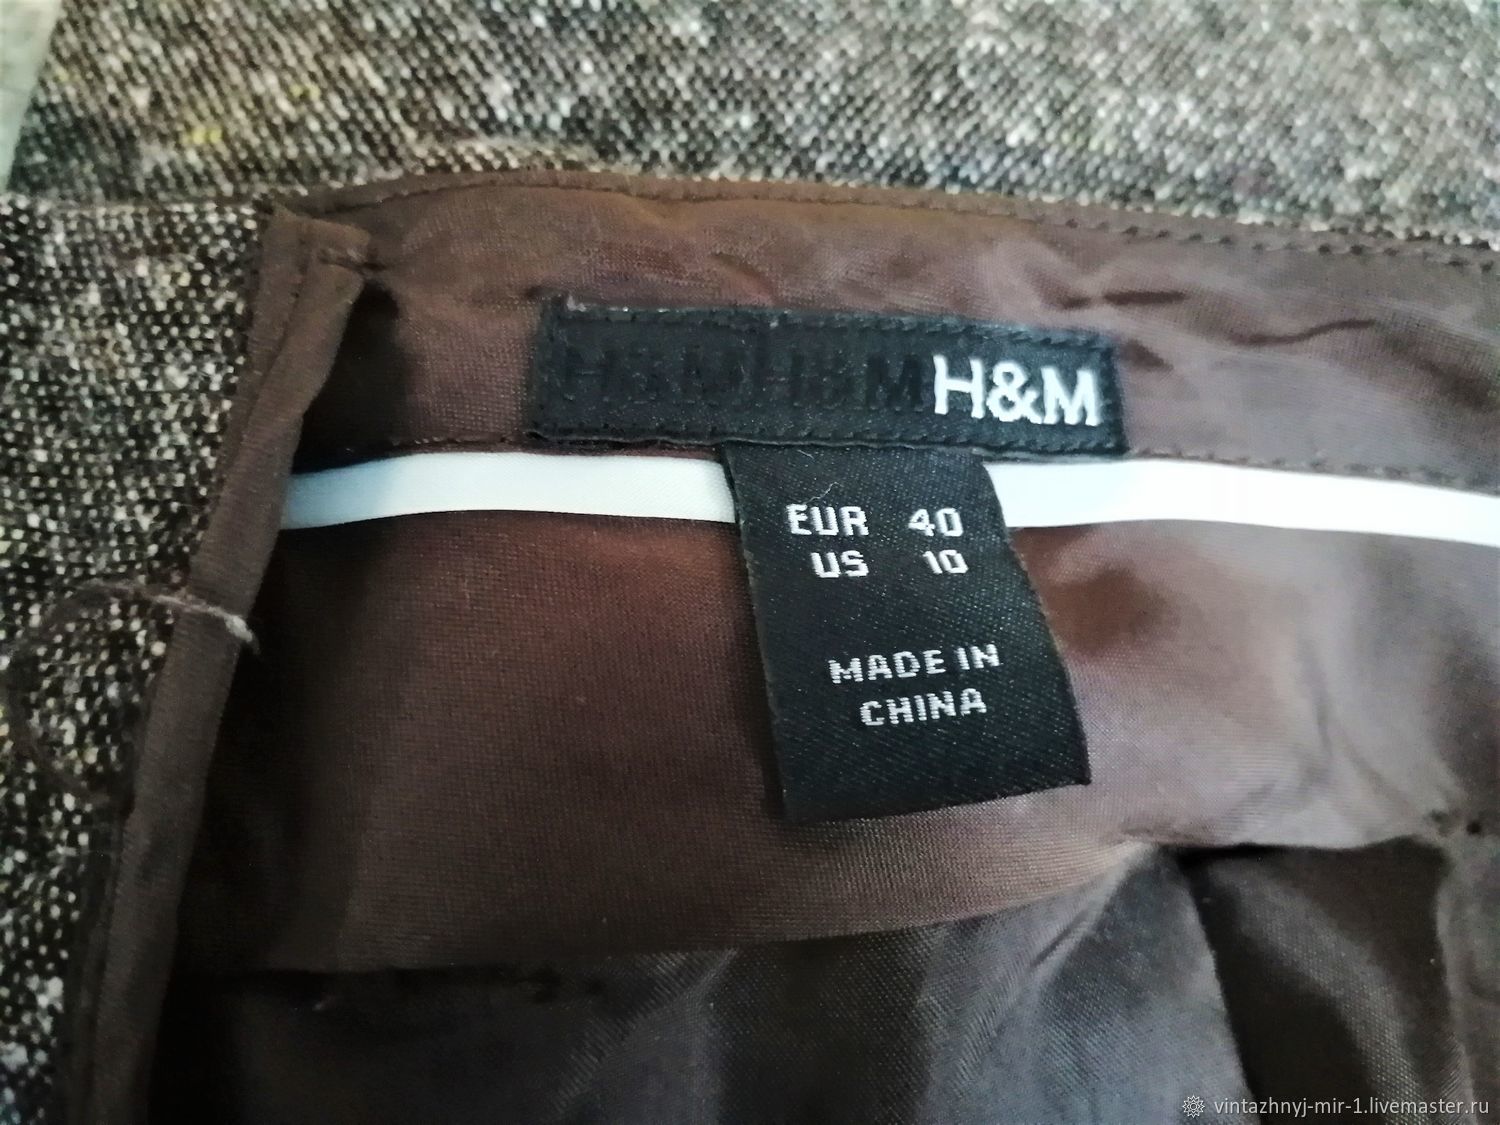 H&M H&M H&M
EUR 40
US 10
MADE IN
CHINA
vintazhnyj-mir-1.livemaster.ru